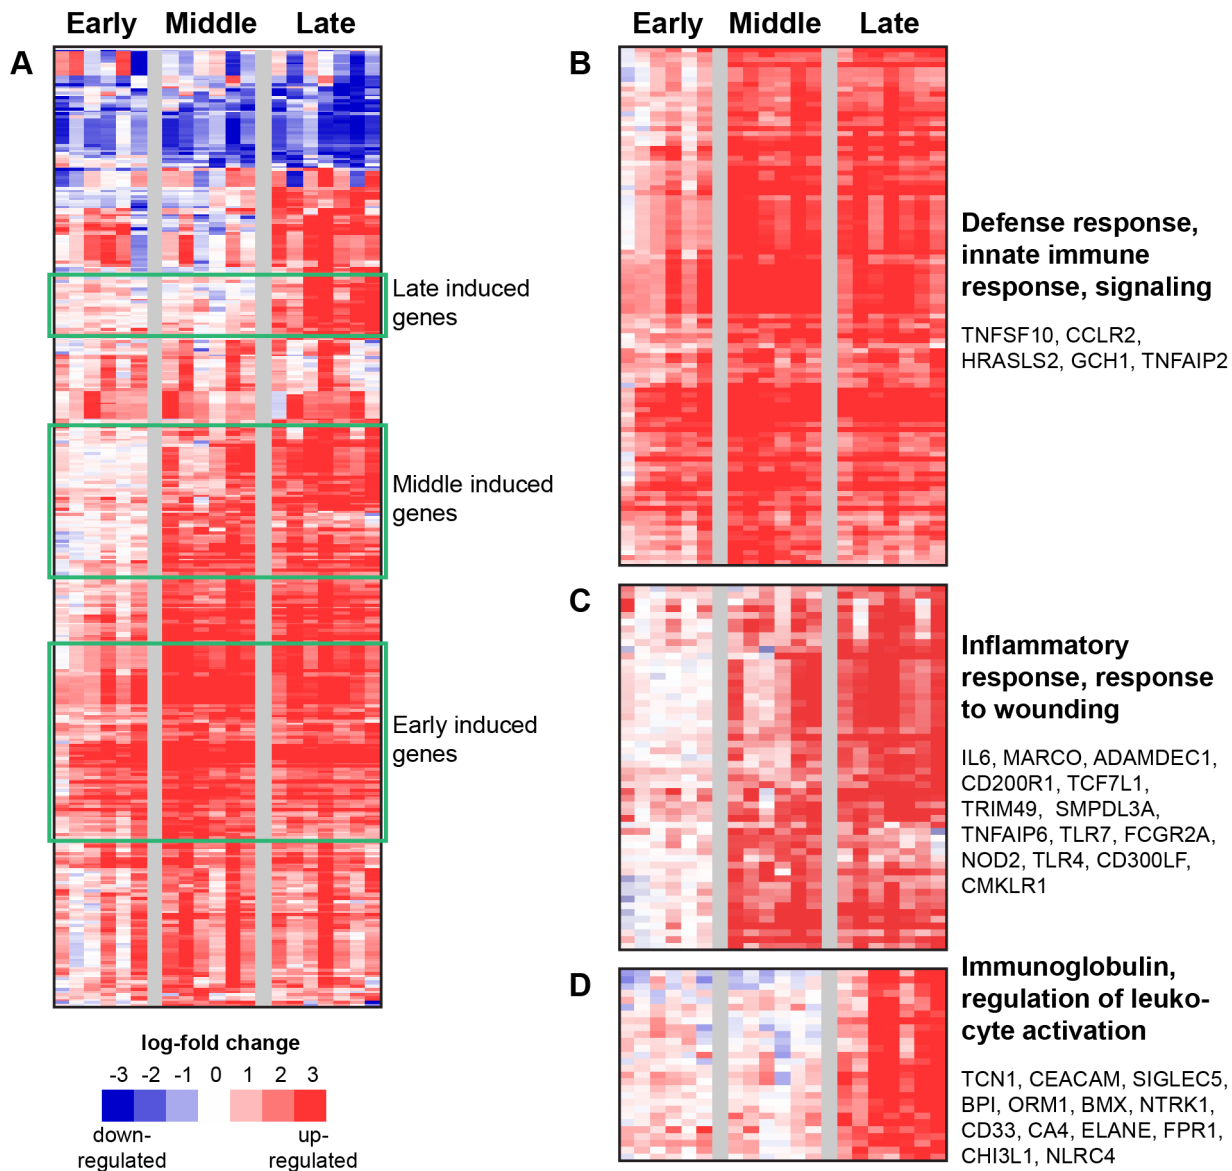 Early Middle Late
A
Late induced
genes
Middle induced
genes
Early induced
genes
log-fold change
-3 -2 -1 0 1 2 3
down-
regulated
up-
regulated
Early Middle Late
B
Defense response,
innate immune
response, signaling
TNFSF10, CCLR2,
HRASLS2, GCH1, TNFAIP2
C
Inflammatory
response, response
to wounding
IL6, MARCO, ADAMDEC1,
CD200R1, TCF7L1,
TRIM49, SMPDL3A,
TNFAIP6, TLR7, FCGR2A,
NOD2, TLR4, CD300LF,
CMKLR1
D
Immunoglobulin,
regulation of leuko-
cyte activation
TCN1, CEACAM, SIGLEC5,
BPI, ORM1, BMX, NTRK1,
CD33, CA4, ELANE, FPR1,
CHI3L1, NLRC4